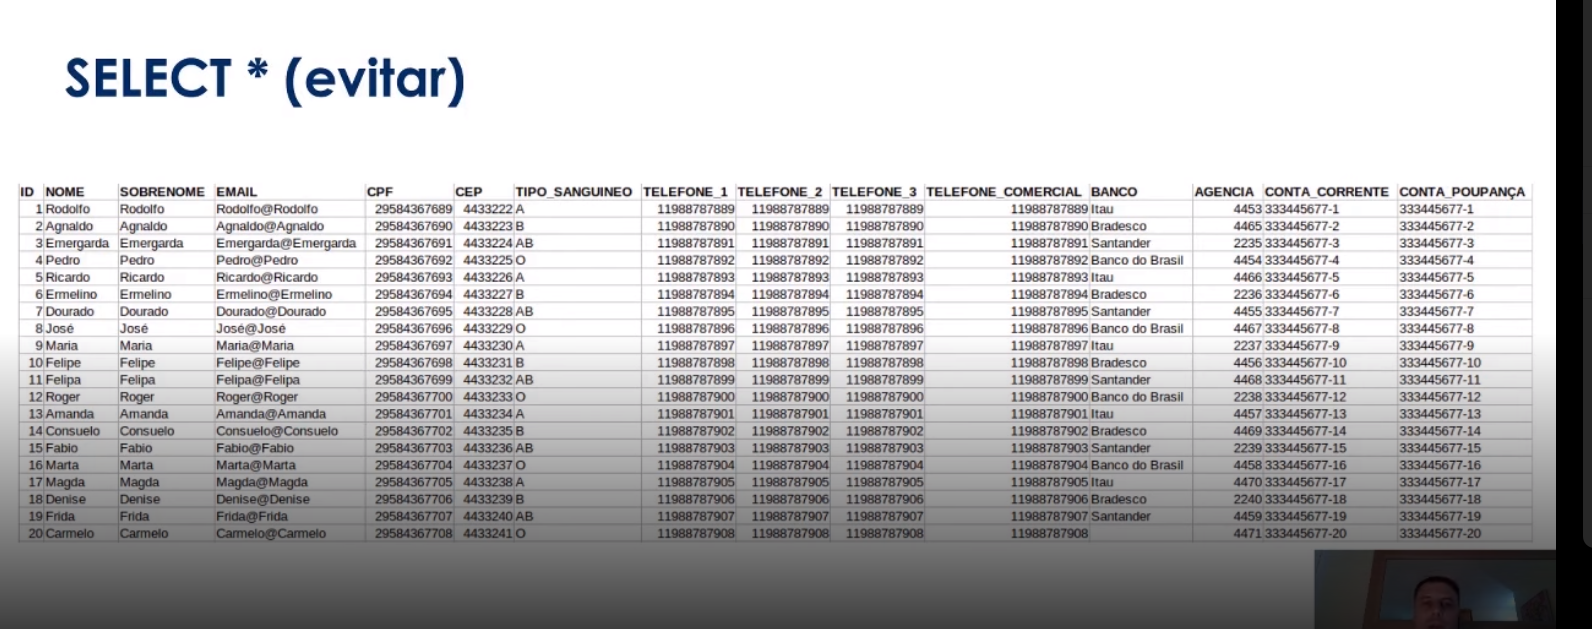 SELECT * (evitar)
ID NOME SOBRENOME EMAIL CPF CEP TIPO_SANGUINEO TELEFONE_1 TELEFONE_2 TELEFONE_3 TELEFONE_COMERCIAL BANCO AGENCIA CONTA_CORRENTE CONTA_POUPANÇA
1 Rodolfo Rodolfo Rodolfo@Rodolfo 29584367689 4433222 A 11988787889 11988787889 11988787889 11988787889 Itau 4453 333445677-1 333445677-1
2 Agnaldo Agnaldo Agnaldo@Agnaldo 29584367690 4433223 B 11988787890 11988787890 11988787890 11988787890 Bradesco 4465 333445677-2 333445677-2
3 Emergarda Emergarda Emergarda@Emergarda 29584367691 4433224 AB 11988787891 11988787891 11988787891 11988787891 Santander 2235 333445677-3 333445677-3
4 Pedro Pedro Pedro@Pedro 29584367692 4433225 O 11988787892 11988787892 11988787892 11988787892 Banco do Brasil 4454 333445677-4 333445677-4
5 Ricardo Ricardo Ricardo@Ricardo 29584367693 4433226 A 11988787893 11988787893 11988787893 11988787893 Itau 4466 333445677-5 333445677-5
6 Ermelino Ermelino Ermelino@Ermelino 29584367694 4433227 B 11988787894 11988787894 11988787894 11988787894 Bradesco 2236 333445677-6 333445677-6
7 Dourado Dourado Dourado@Dourado 29584367695 4433228 AB 11988787895 11988787895 11988787895 11988787895 Santander 4455 333445677-7 333445677-7
8 José José José@José 29584367696 4433229 O 11988787896 11988787896 11988787896 11988787896 Banco do Brasil 4467 333445677-8 333445677-8
9 Maria Maria Maria@Maria 29584367697 4433230 A 11988787897 11988787897 11988787897 11988787897 Itau 2237 333445677-9 333445677-9
10 Felipe Felipe Felipe@Felipe 29584367698 4433231 B 11988787898 11988787898 11988787898 11988787898 Bradesco 4456 333445677-10 333445677-10
11 Felipa Felipa Felipa@Felipa 29584367699 4433232 AB 11988787899 11988787899 11988787899 11988787899 Santander 4468 333445677-11 333445677-11
12 Roger Roger Roger@Roger 29584367700 4433233 O 11988787900 11988787900 11988787900 11988787900 Banco do Brasil 2238 333445677-12 333445677-12
13 Amanda Amanda Amanda@Amanda 29584367701 4433234 A 11988787901 11988787901 11988787901 11988787901 Itau 4457 333445677-13 333445677-13
14 Consuelo Consuelo Consuelo@Consuelo 29584367702 4433235 B 11988787902 11988787902 11988787902 11988787902 Bradesco 4469 333445677-14 333445677-14
15 Fabio Fabio Fabio@Fabio 29584367703 4433236 AB 11988787903 11988787903 11988787903 11988787903 Santander 2239 333445677-15 333445677-15
16 Marta Marta Marta@Marta 29584367704 4433237 O 11988787904 11988787904 11988787904 11988787904 Banco do Brasil 4458 333445677-16 333445677-16
17 Magda Magda Magda@Magda 29584367705 4433238 A 11988787905 11988787905 11988787905 11988787905 Itau 4470 333445677-17 333445677-17
18 Denise Denise Denise@Denise 29584367706 4433239 B 11988787906 11988787906 11988787906 11988787906 Bradesco 2240 333445677-18 333445677-18
19 Frida Frida Frida@Frida 29584367707 4433240 AB 11988787907 11988787907 11988787907 11988787907 Santander 4459 333445677-19 333445677-19
20 Carmelo Carmelo Carmelo@Carmelo 29584367708 4433241 O 11988787908 11988787908 11988787908 11988787908 4471 333445677-20 333445677-20